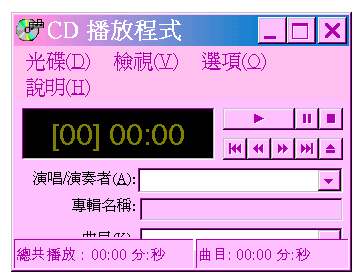 CD 播放程式
光碟(D) 檢視(V) 選項(O)
說明(H)
[00] 00:00
演唱/演奏者(A):
專輯名稱:
總共播放：00:00 分:秒 曲目: 00:00 分:秒